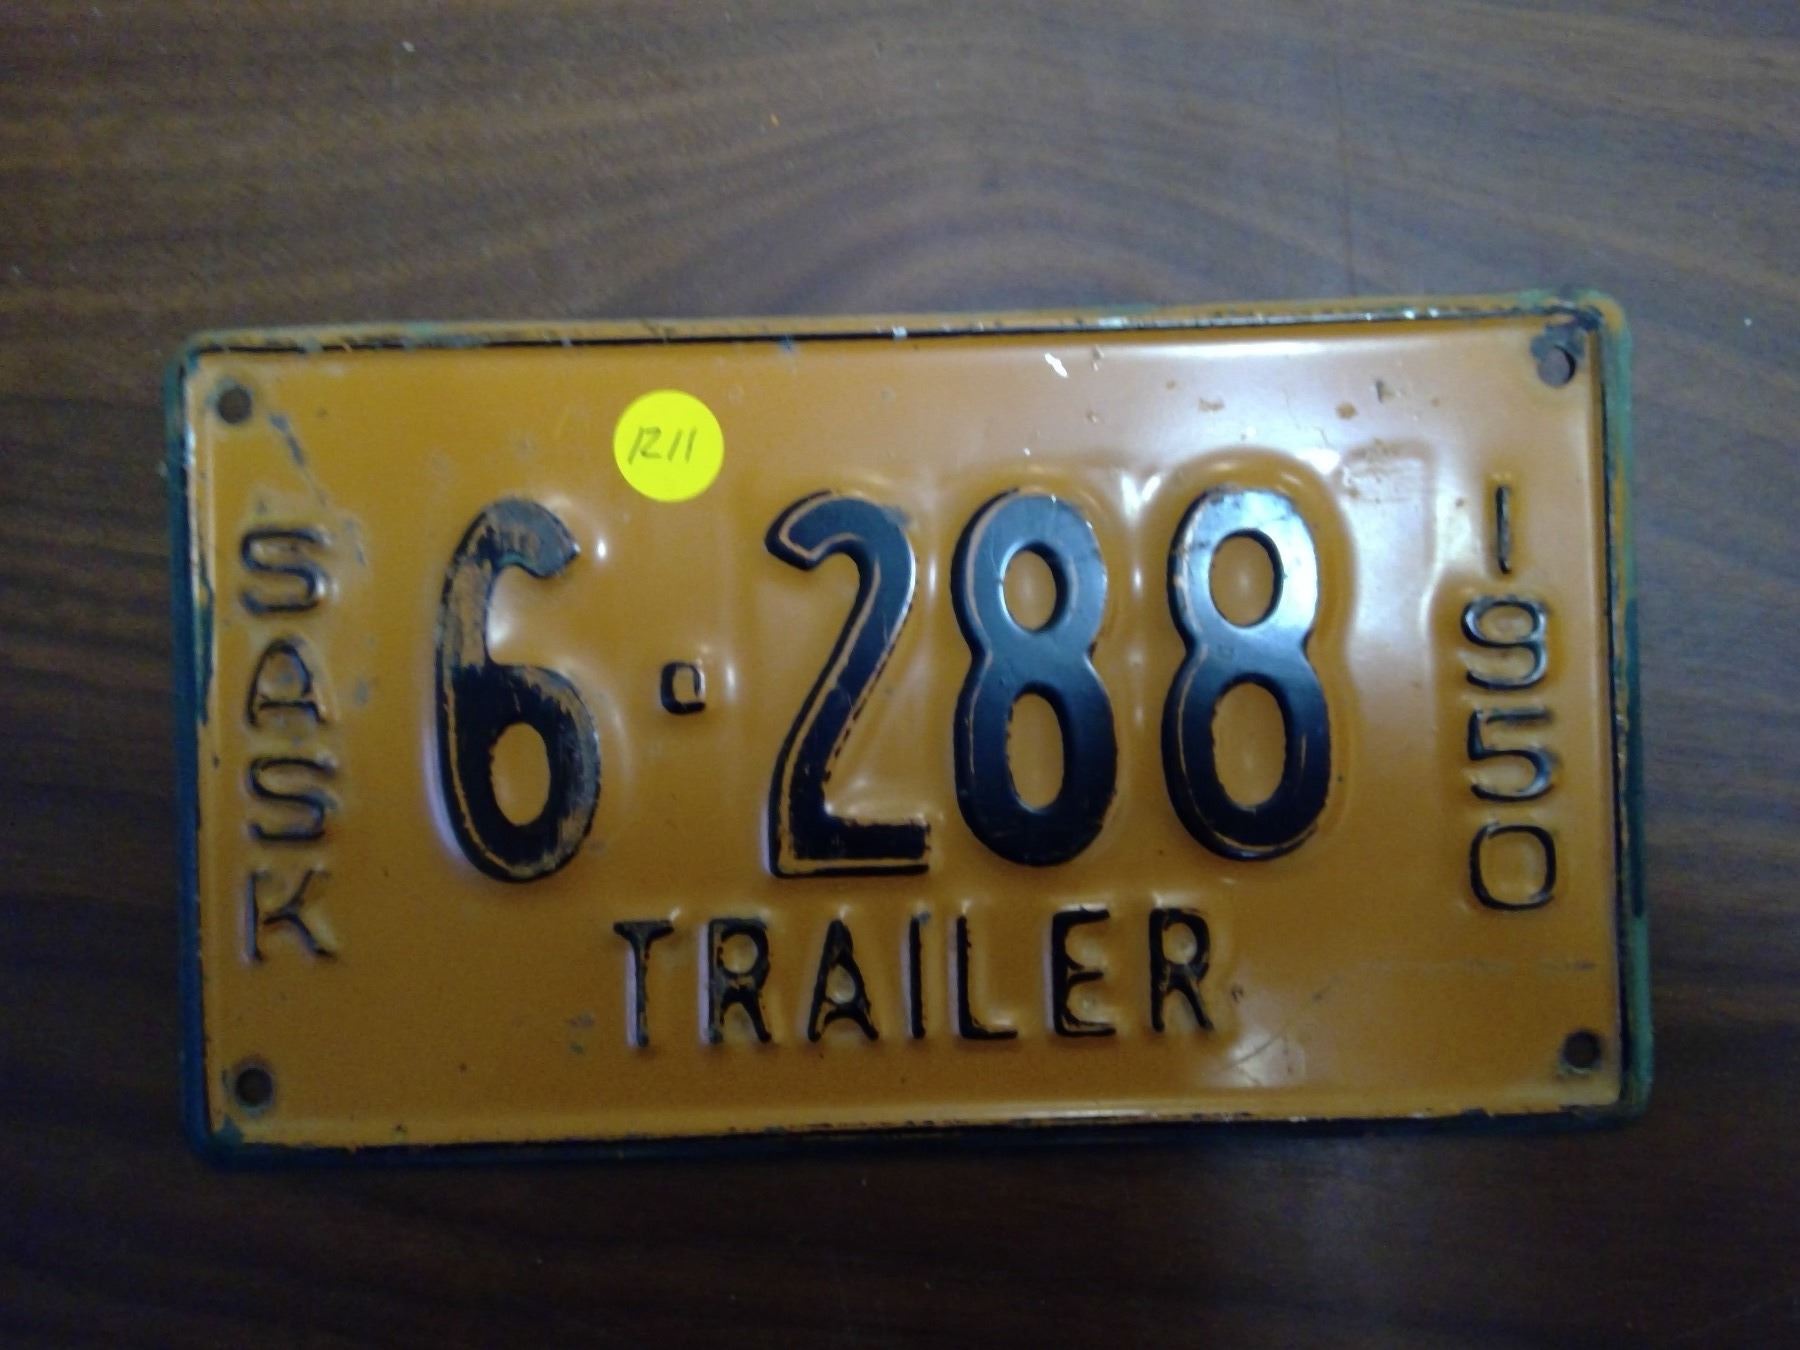 R11
SASK
6-288
1950
TRAILER